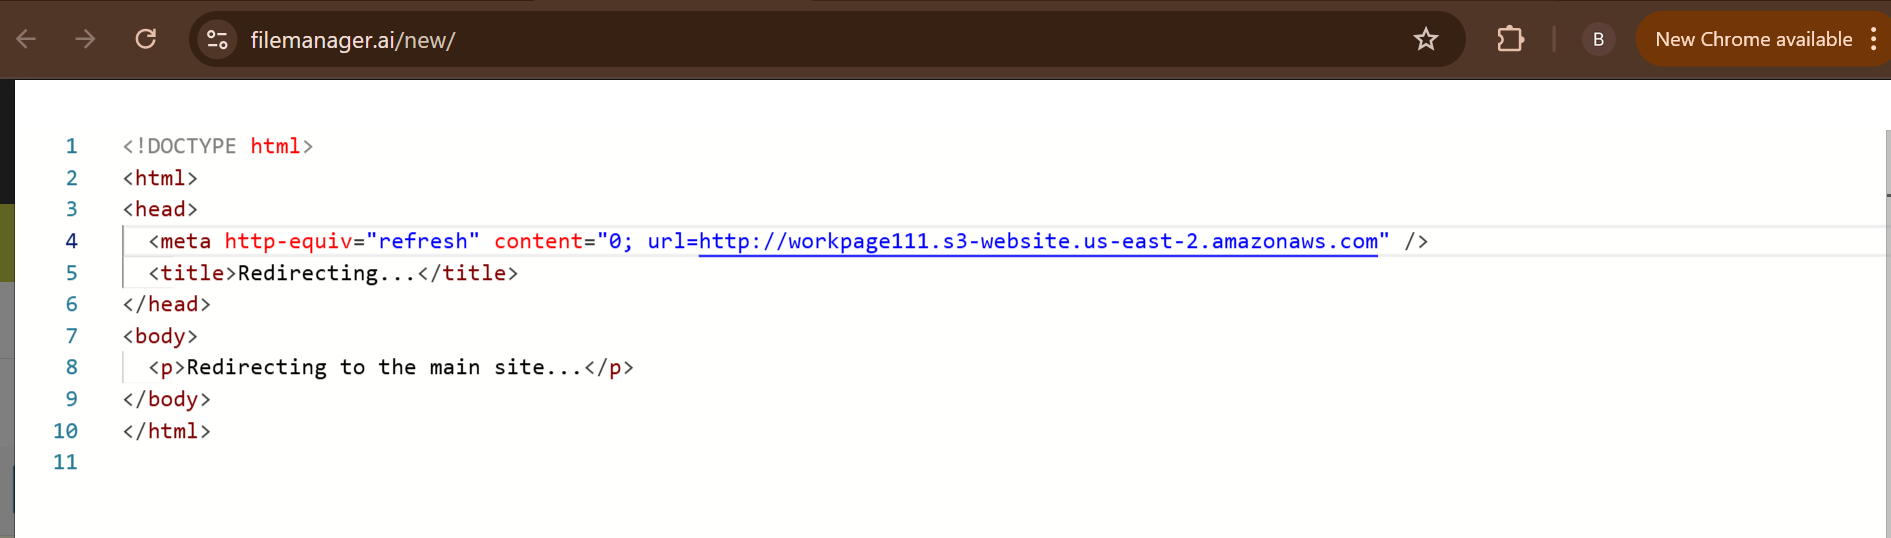 filemanager.ai/new/
B
New Chrome available
1 <!DOCTYPE html>
2 <html>
3 <head>
4 <meta http-equiv="refresh" content="0; url=http://workpage111.s3-website.us-east-2.amazonaws.com" />
5 <title>Redirecting...</title>
6 </head>
7 <body>
8 <p>Redirecting to the main site...</p>
9 </body>
10 </html>
11